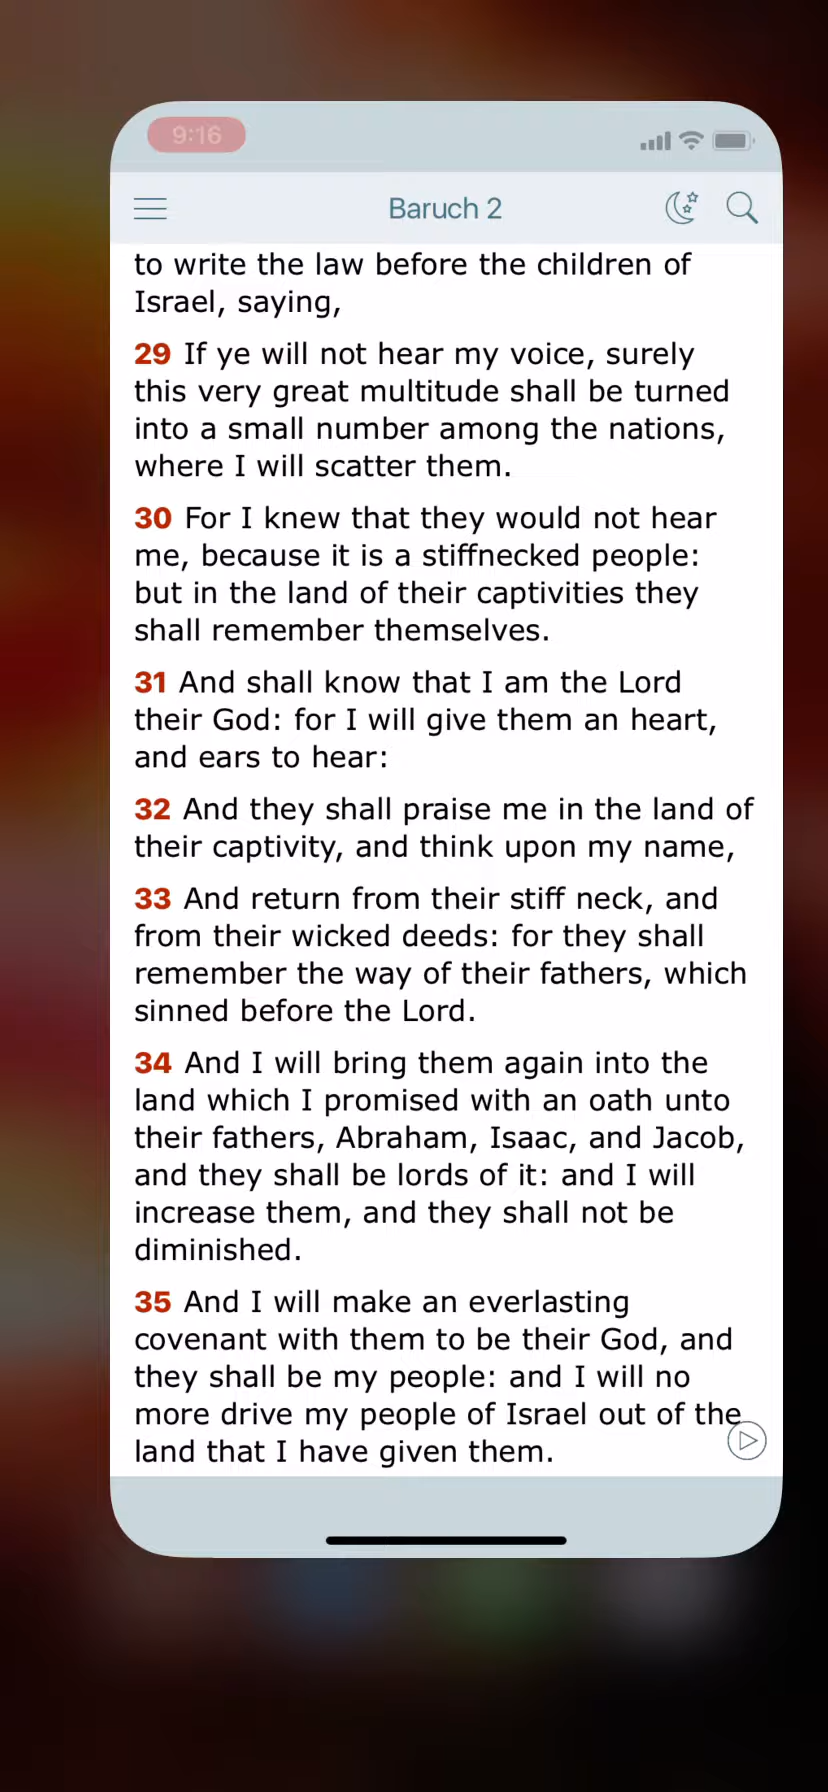 9:16
Baruch 2
to write the law before the children of
Israel, saying,
29 If ye will not hear my voice, surely
this very great multitude shall be turned
into a small number among the nations,
where I will scatter them.
30 For I knew that they would not hear
me, because it is a stiffnecked people:
but in the land of their captivities they
shall remember themselves.
31 And shall know that I am the Lord
their God: for I will give them an heart,
and ears to hear:
32 And they shall praise me in the land of
their captivity, and think upon my name,
33 And return from their stiff neck, and
from their wicked deeds: for they shall
remember the way of their fathers, which
sinned before the Lord.
34 And I will bring them again into the
land which I promised with an oath unto
their fathers, Abraham, Isaac, and Jacob,
and they shall be lords of it: and I will
increase them, and they shall not be
diminished.
35 And I will make an everlasting
covenant with them to be their God, and
they shall be my people: and I will no
more drive my people of Israel out of the
land that I have given them.